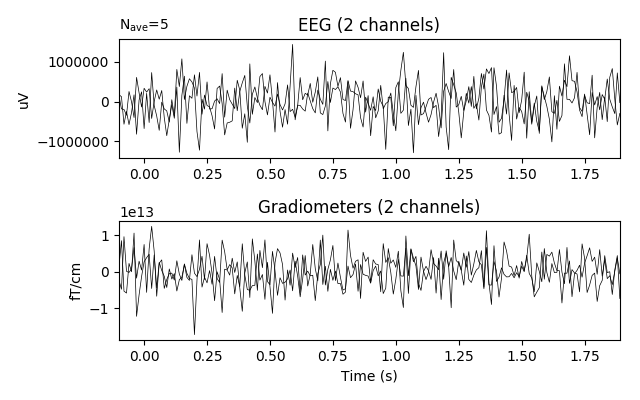 Nave=5
EEG (2 channels)
uV
1000000
0
−1000000
0.00 0.25 0.50 0.75 1.00 1.25 1.50 1.75
1e13
Gradiometers (2 channels)
fT/cm
1
0
−1
0.00 0.25 0.50 0.75 1.00 1.25 1.50 1.75
Time (s)